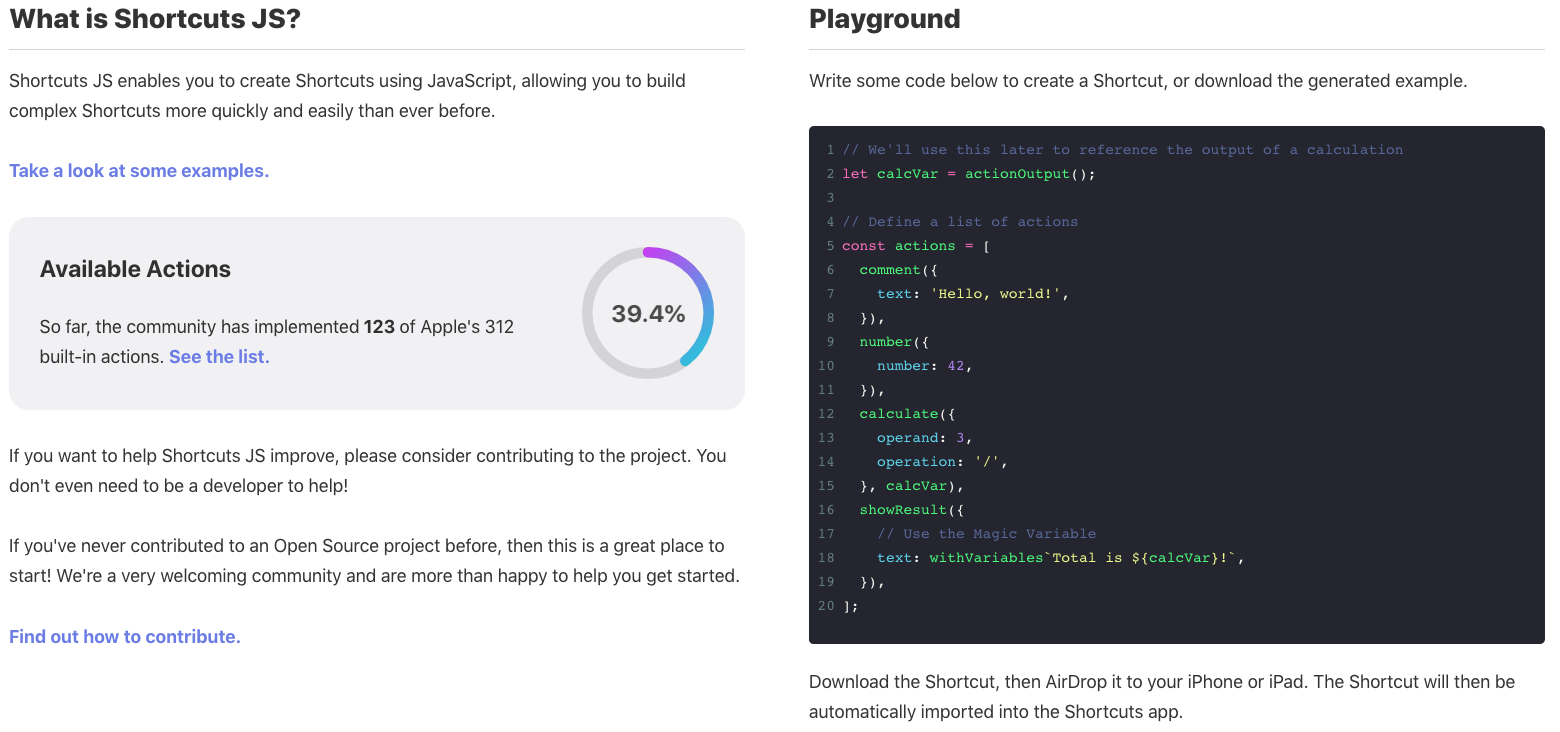 What is Shortcuts JS?
Shortcuts JS enables you to create Shortcuts using JavaScript, allowing you to build
complex Shortcuts more quickly and easily than ever before.
Take a look at some examples.
Available Actions
So far, the community has implemented 123 of Apple's 312
built-in actions. See the list.
39.4%
If you want to help Shortcuts JS improve, please consider contributing to the project. You
don't even need to be a developer to help!
If you've never contributed to an Open Source project before, then this is a great place to
start! We're a very welcoming community and are more than happy to help you get started.
Find out how to contribute.
Playground
Write some code below to create a Shortcut, or download the generated example.
1 // We'll use this later to reference the output of a calculation
2 let calcVar = actionOutput();
3
4 // Define a list of actions
5 const actions = [
6   comment({
7     text: 'Hello, world!',
8   }),
9   number({
10     number: 42,
11   }),
12   calculate({
13     operand: 3,
14     operation: '/',
15   }, calcVar),
16   showResult({
17     // Use the Magic Variable
18     text: withVariables`Total is ${calcVar}!`,
19   }),
20 ];
Download the Shortcut, then AirDrop it to your iPhone or iPad. The Shortcut will then be
automatically imported into the Shortcuts app.